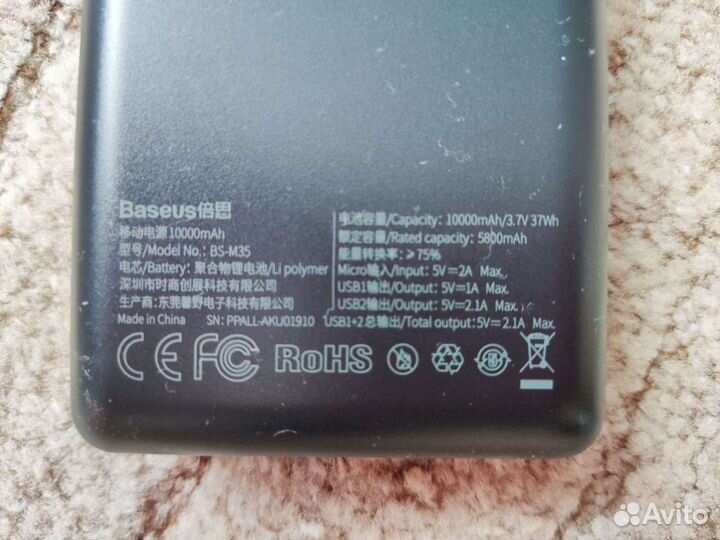 Baseus倍思
移动电源10000mAh
型号/Model No.: BS-M35
电芯/Battery: 聚合物锂电池/Li polymer
深圳市时商创展科技有限公司
生产商:东莞馨野电子科技有限公司
Made in China SN: PPALL-AKU01910
电池容量/Capacity: 10000mAh/3.7V 37Wh
额定容量/Rated capacity: 5800mAh
能量转换率:≥75%
Micro输入/Input: 5V⎓2A Max.
USB1输出/Output: 5V⎓1A Max.
USB2输出/Output: 5V⎓2.1A Max.
USB1+2总输出/Total output:5V⎓2.1A Max.
CE FC RoHS
Avito